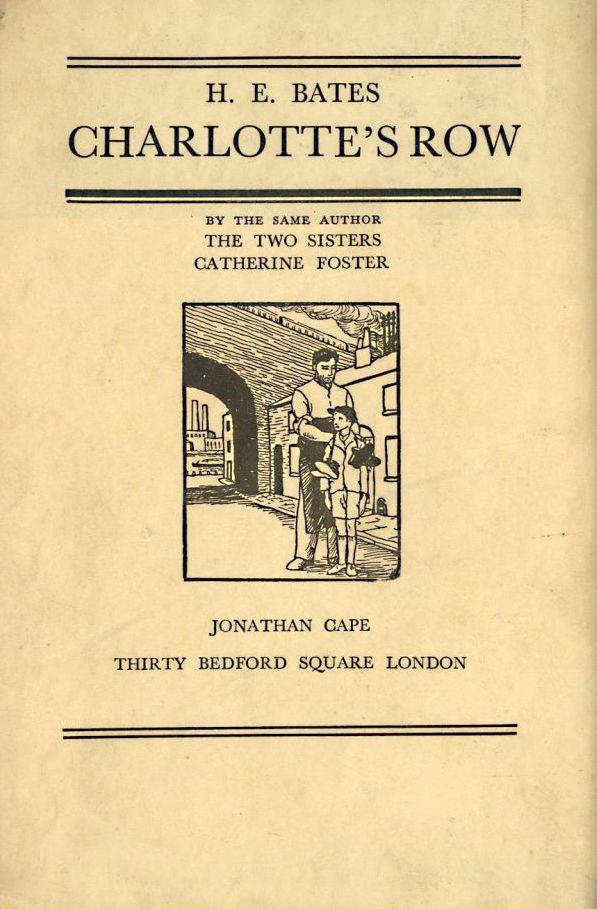 H. E. BATES
CHARLOTTE'S ROW
BY THE SAME AUTHOR
THE TWO SISTERS
CATHERINE FOSTER
JONATHAN CAPE
THIRTY BEDFORD SQUARE LONDON